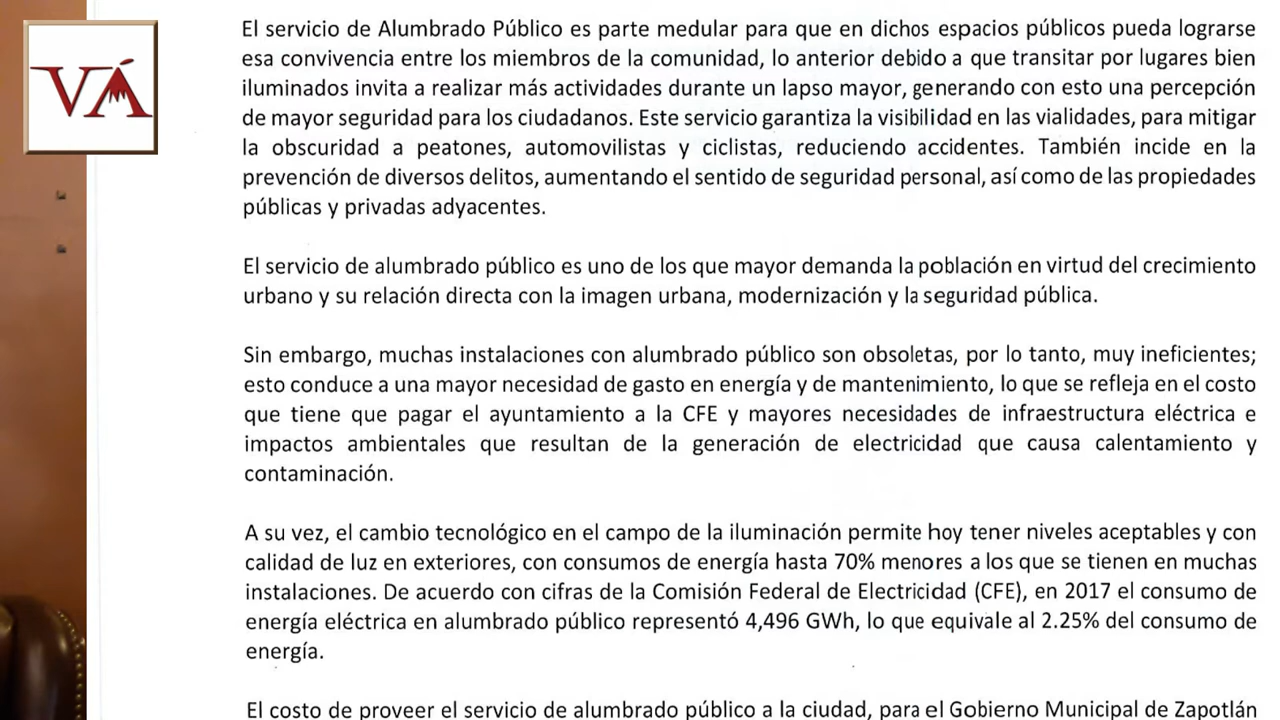 VÁ
El servicio de Alumbrado Público es parte medular para que en dichos espacios públicos pueda lograrse
esa convivencia entre los miembros de la comunidad, lo anterior debido a que transitar por lugares bien
iluminados invita a realizar más actividades durante un lapso mayor, generando con esto una percepción
de mayor seguridad para los ciudadanos. Este servicio garantiza la visibilidad en las vialidades, para mitigar
la obscuridad a peatones, automovilistas y ciclistas, reduciendo accidentes. También incide en la
prevención de diversos delitos, aumentando el sentido de seguridad personal, así como de las propiedades
públicas y privadas adyacentes.
El servicio de alumbrado público es uno de los que mayor demanda la población en virtud del crecimiento
urbano y su relación directa con la imagen urbana, modernización y la seguridad pública.
Sin embargo, muchas instalaciones con alumbrado público son obsoletas, por lo tanto, muy ineficientes;
esto conduce a una mayor necesidad de gasto en energía y de mantenimiento, lo que se refleja en el costo
que tiene que pagar el ayuntamiento a la CFE y mayores necesidades de infraestructura eléctrica e
impactos ambientales que resultan de la generación de electricidad que causa calentamiento y
contaminación.
A su vez, el cambio tecnológico en el campo de la iluminación permite hoy tener niveles aceptables y con
calidad de luz en exteriores, con consumos de energía hasta 70% menores a los que se tienen en muchas
instalaciones. De acuerdo con cifras de la Comisión Federal de Electricidad (CFE), en 2017 el consumo de
energía eléctrica en alumbrado público representó 4,496 GWh, lo que equivale al 2.25% del consumo de
energía.
El costo de proveer el servicio de alumbrado público a la ciudad, para el Gobierno Municipal de Zapotlán